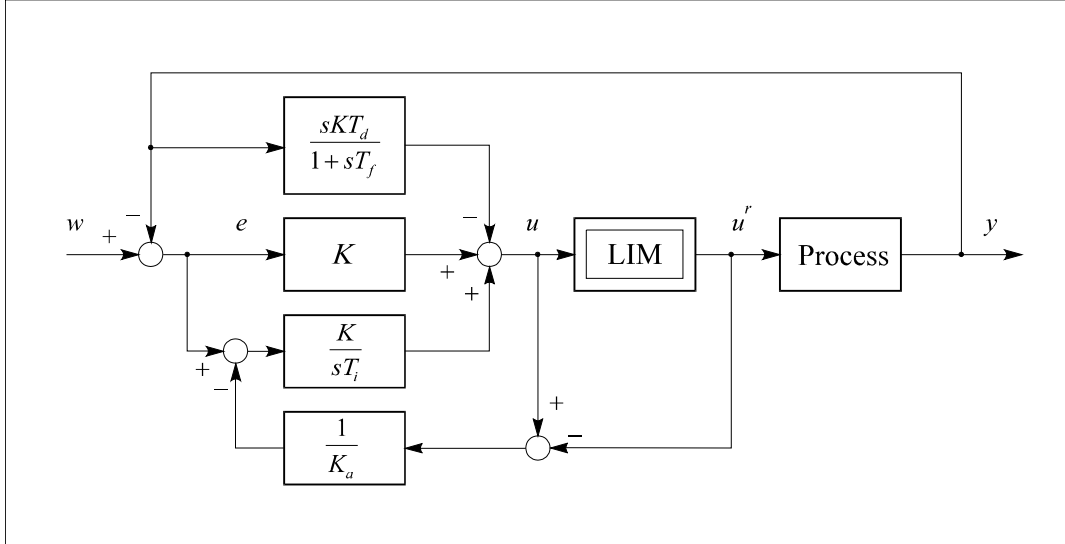 sKT_d
1 + sT_f
−
−
w
+
e
K
+
+
u
LIM
u^r
Process
y
+
−
K
sT_i
+
−
1
K_a